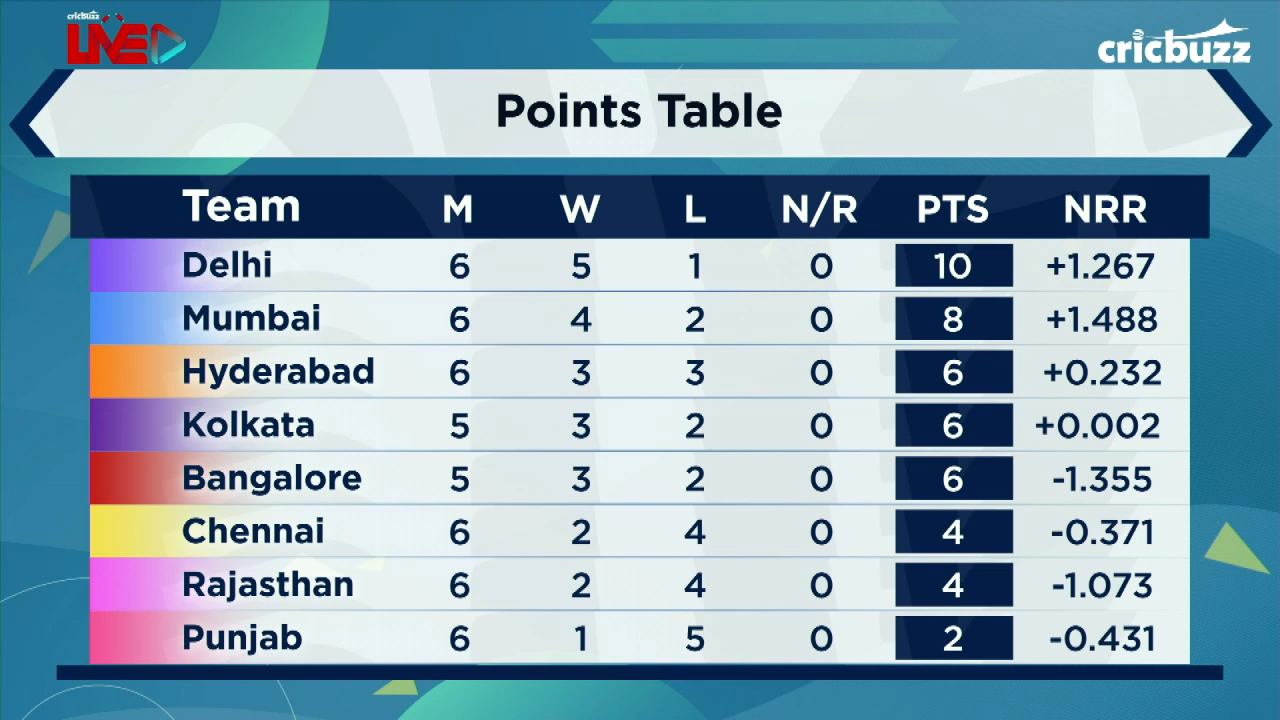 cricbuzz
LIVE
cricbuzz
Points Table
Team M W L N/R PTS NRR
Delhi 6 5 1 0 10 +1.267
Mumbai 6 4 2 0 8 +1.488
Hyderabad 6 3 3 0 6 +0.232
Kolkata 5 3 2 0 6 +0.002
Bangalore 5 3 2 0 6 -1.355
Chennai 6 2 4 0 4 -0.371
Rajasthan 6 2 4 0 4 -1.073
Punjab 6 1 5 0 2 -0.431